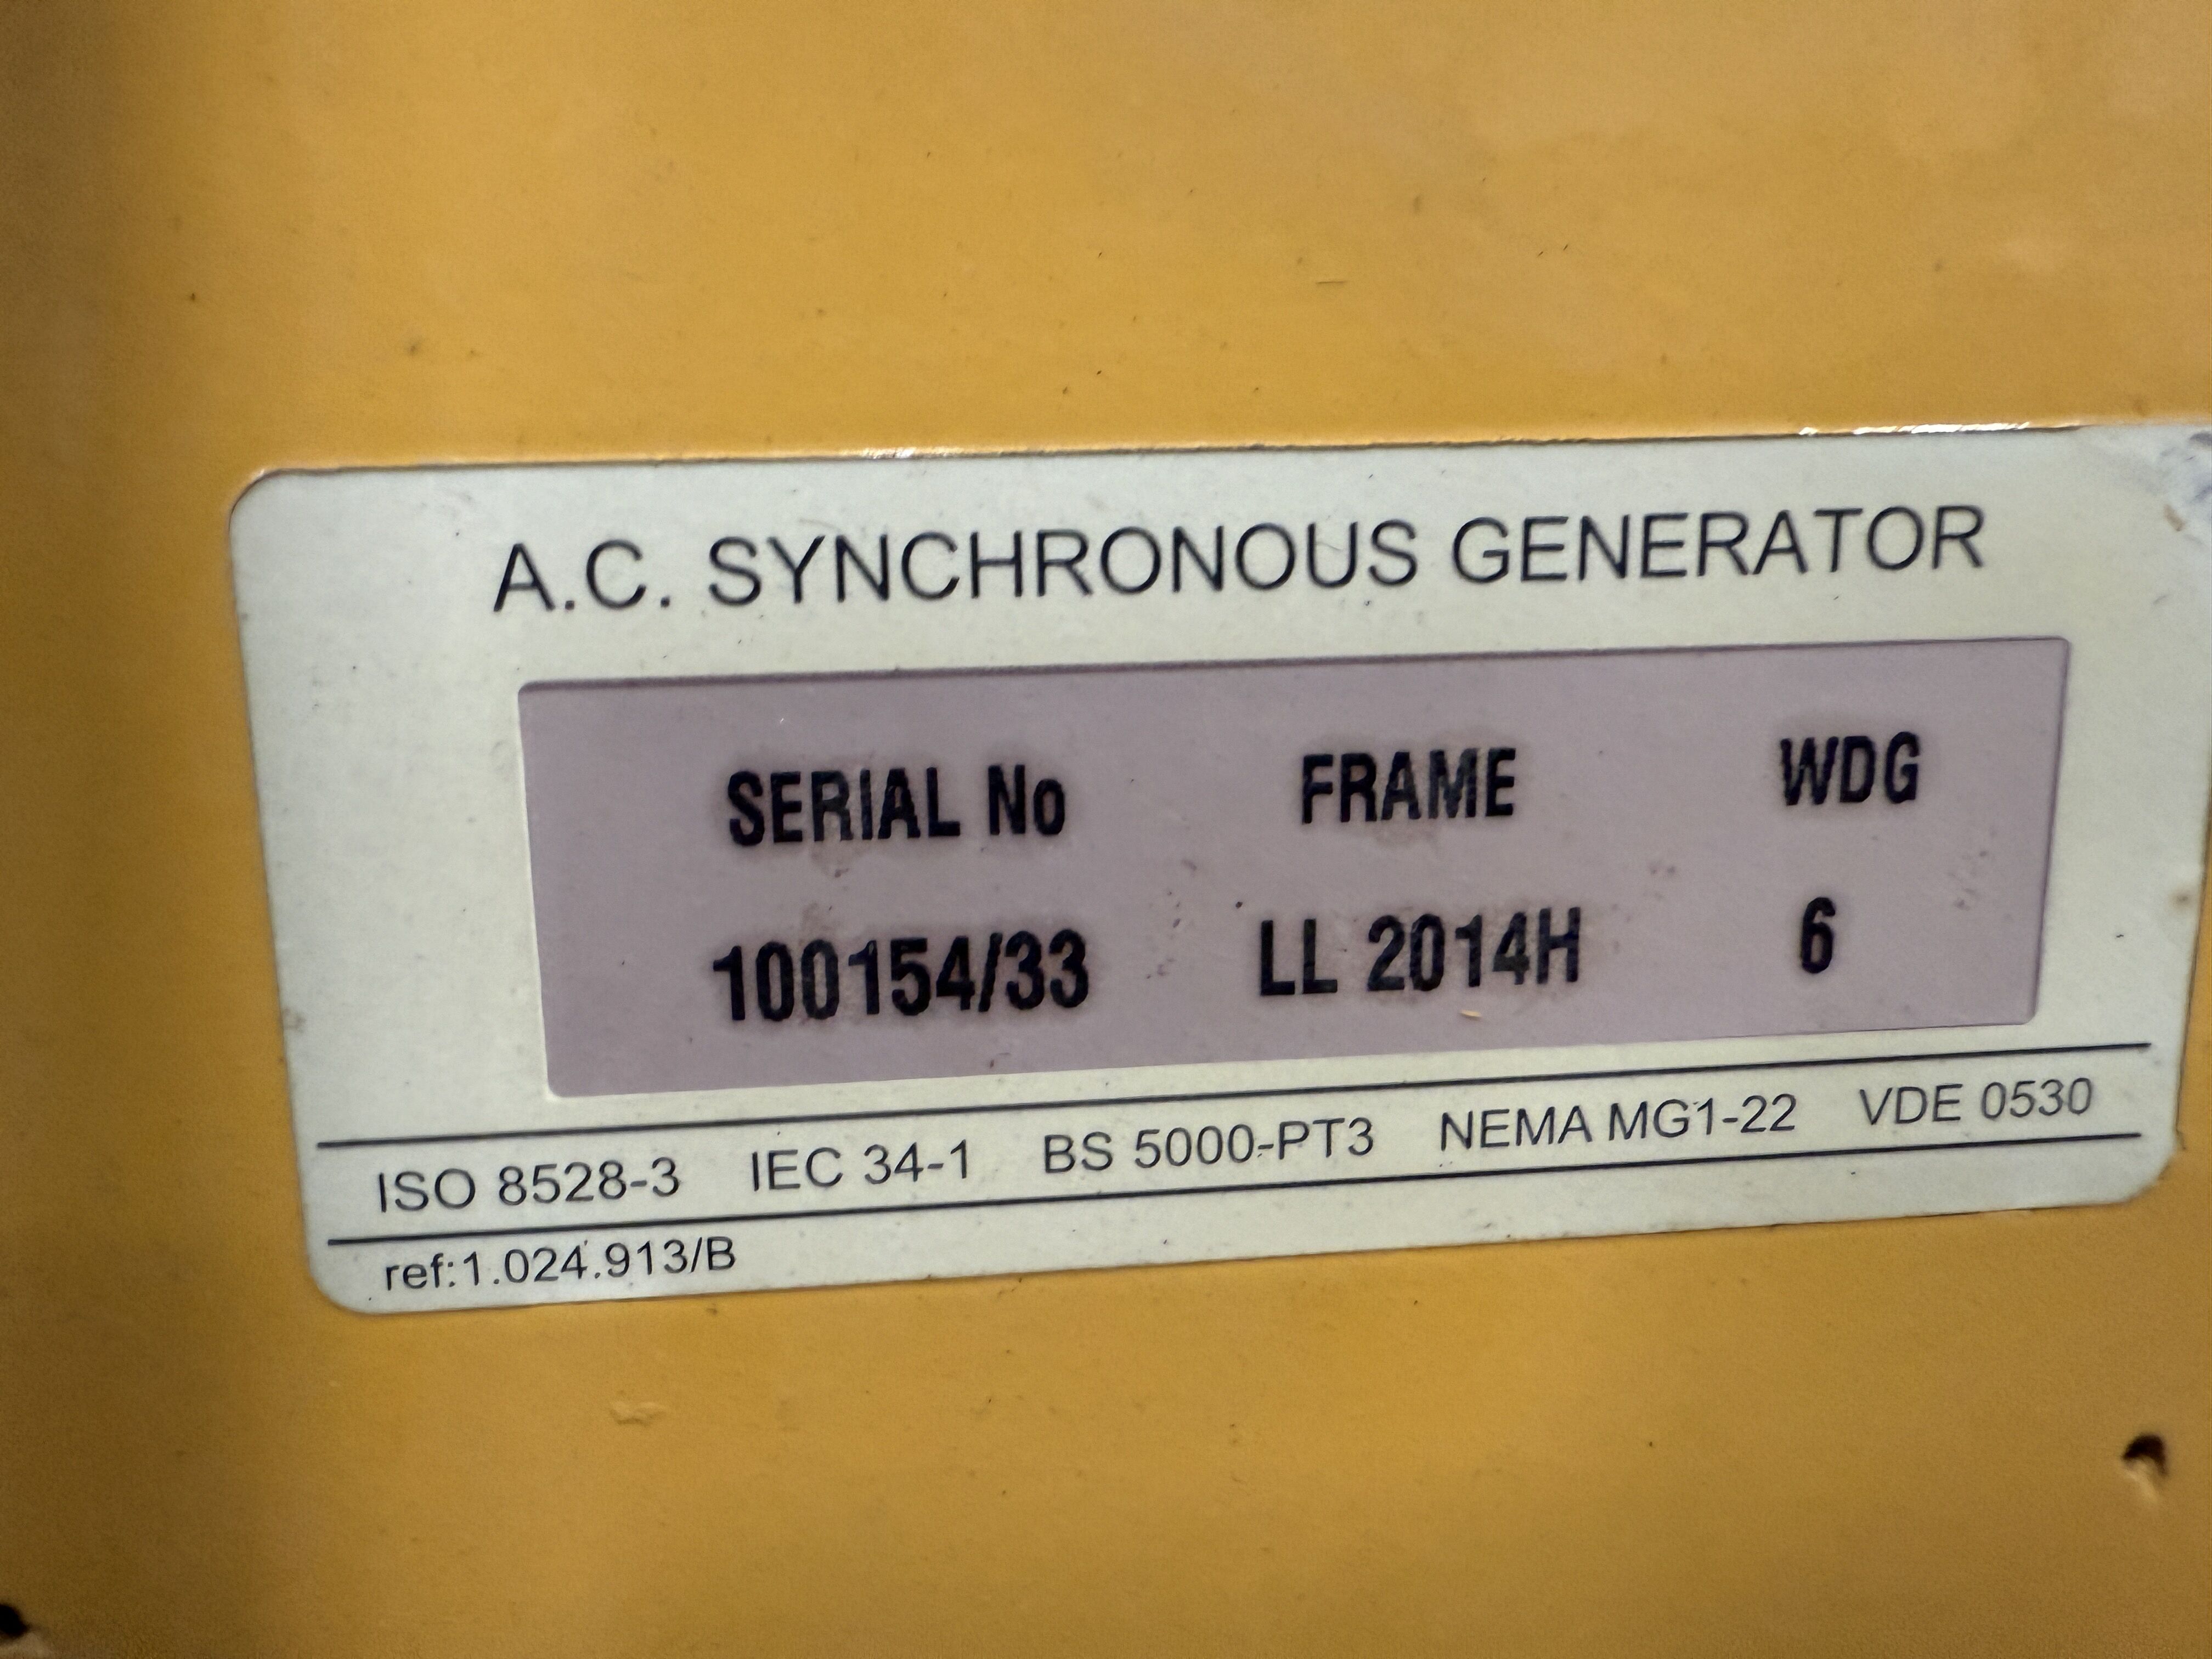 A.C. SYNCHRONOUS GENERATOR
SERIAL No FRAME WDG
100154/33 LL 2014H 6
ISO 8528-3 IEC 34-1 BS 5000-PT3 NEMA MG1-22 VDE 0530
ref:1.024.913/B